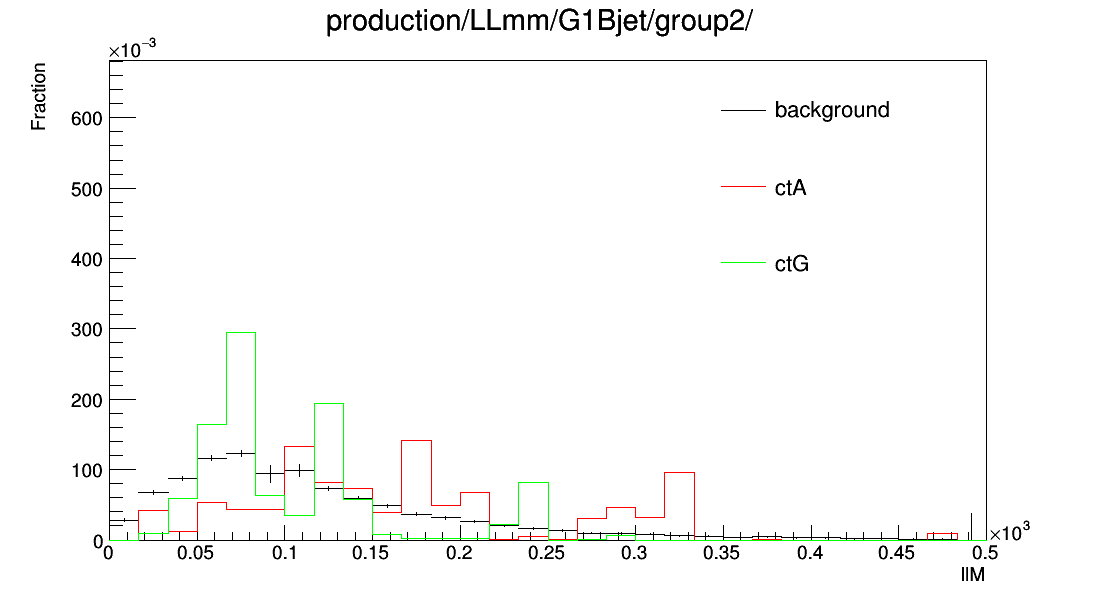 production/LLmm/G1Bjet/group2/
×10⁻³
Fraction
600
500
400
300
200
100
0
background
ctA
ctG
0 0.05 0.1 0.15 0.2 0.25 0.3 0.35 0.4 0.45 0.5
×10³
llM